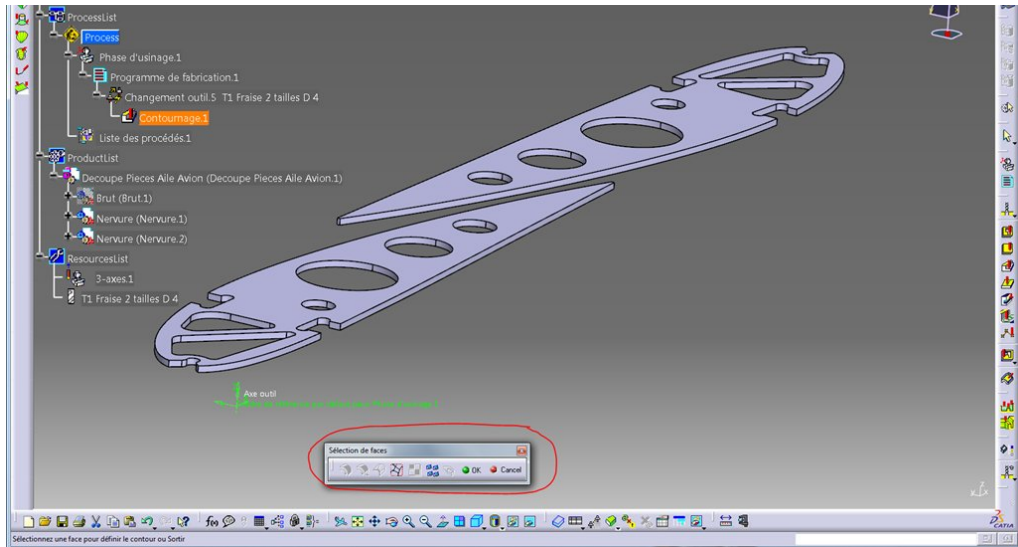 ProcessList
Process
Phase d'usinage.1
Programme de fabrication.1
Changement outil.5 T1 Fraise 2 tailles D 4
Contournage.1
Liste des procédés.1
ProductList
Decoupe Pieces Aile Avion (Decoupe Pieces Aile Avion.1)
Brut (Brut.1)
Nervure (Nervure.1)
Nervure (Nervure.2)
ResourcesList
3-axes.1
T1 Fraise 2 tailles D 4
Axe outil
Sélection de faces
OK Cancel
f(x)
CATIA
Sélectionnez une face pour définir le contour ou Sortir